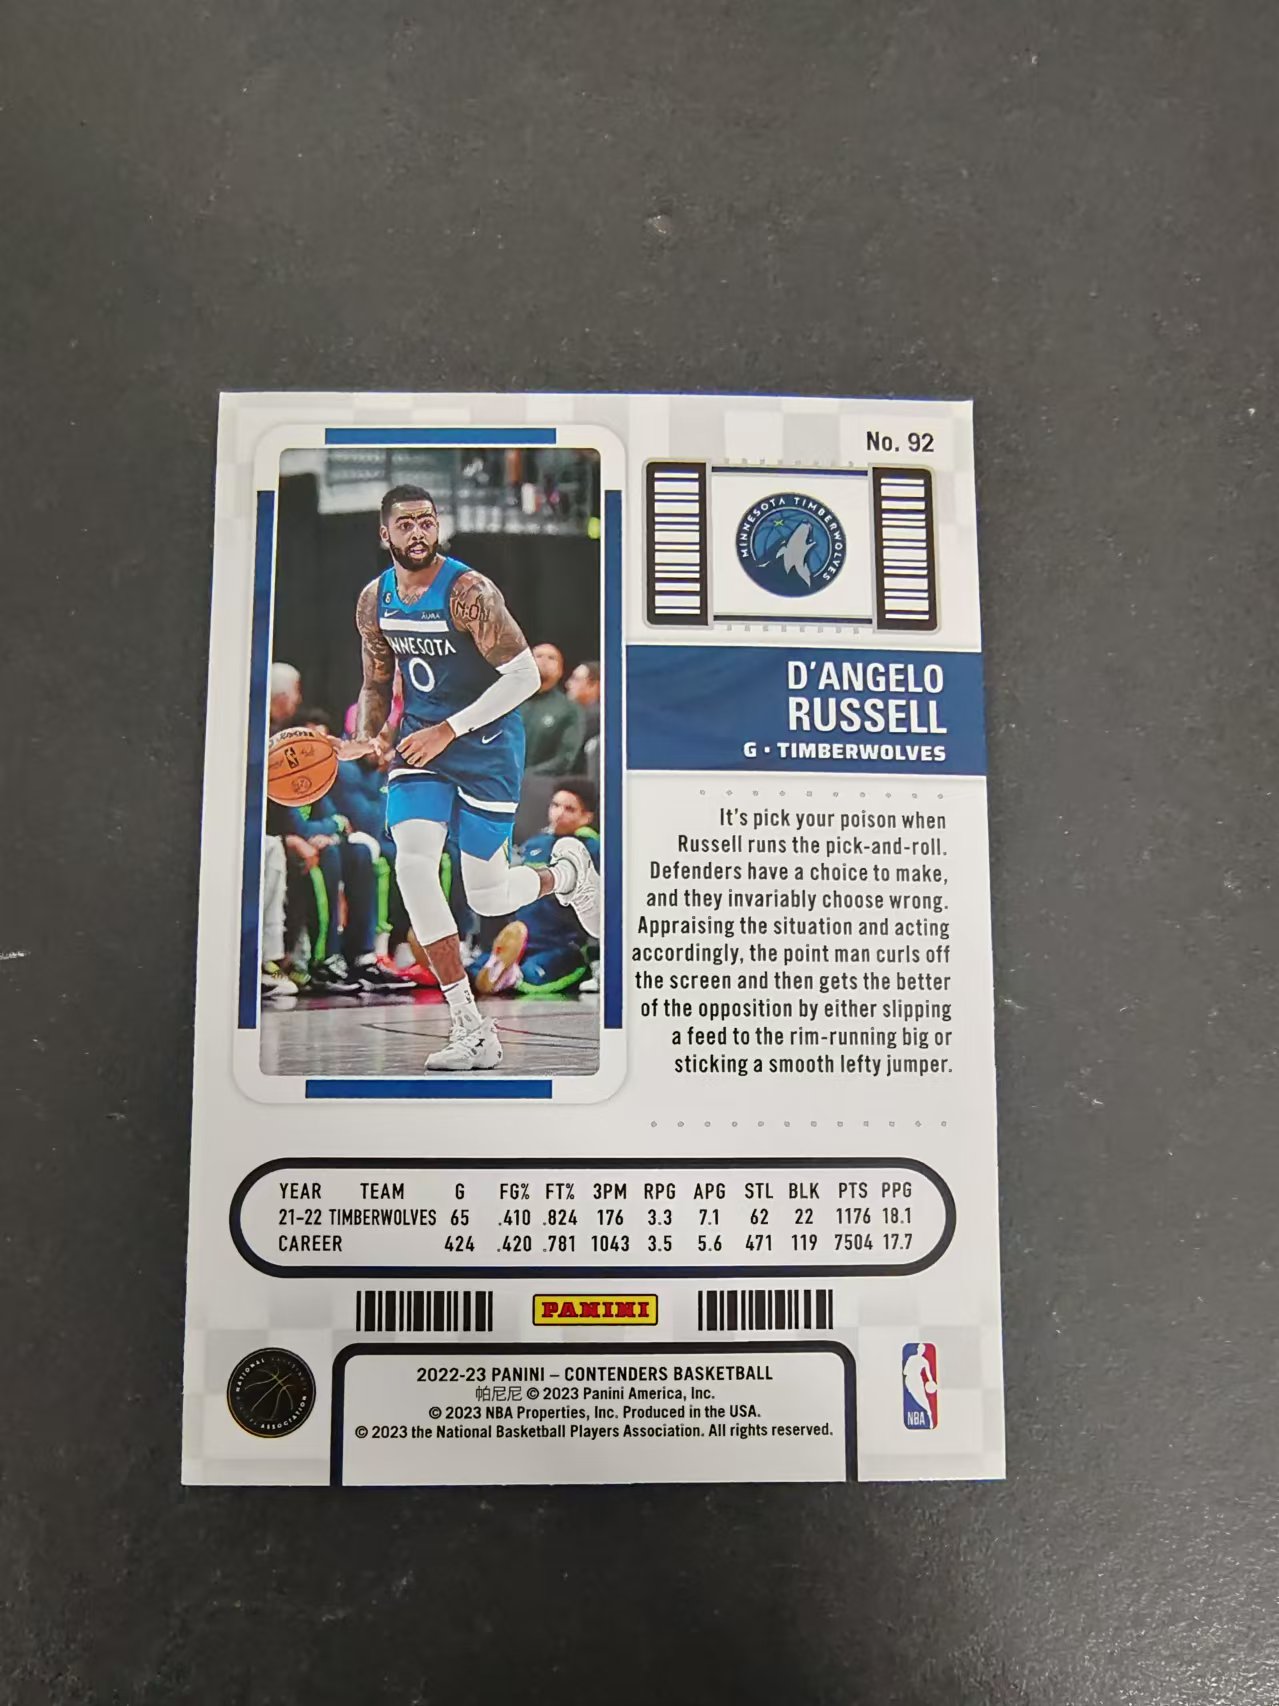 No. 92
MINNESOTA TIMBERWOLVES
D'ANGELO
RUSSELL
G • TIMBERWOLVES
NNESOTA
0
It's pick your poison when
Russell runs the pick-and-roll.
Defenders have a choice to make,
and they invariably choose wrong.
Appraising the situation and acting
accordingly, the point man curls off
the screen and then gets the better
of the opposition by either slipping
a feed to the rim-running big or
sticking a smooth lefty jumper.
YEAR TEAM G FG% FT% 3PM RPG APG STL BLK PTS PPG
21-22 TIMBERWOLVES 65 .410 .824 176 3.3 7.1 62 22 1176 18.1
CAREER 424 .420 .781 1043 3.5 5.6 471 119 7504 17.7
PANINI
2022-23 PANINI – CONTENDERS BASKETBALL
帕尼尼 © 2023 Panini America, Inc.
© 2023 NBA Properties, Inc. Produced in the USA.
© 2023 the National Basketball Players Association. All rights reserved.
NATIONAL
ASSOCIATION
NBA